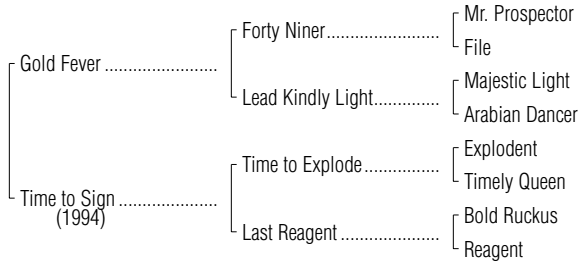 Mr. Prospector
Forty Niner
File
Gold Fever
Majestic Light
Lead Kindly Light
Arabian Dancer
Explodent
Time to Explode
Timely Queen
Time to Sign
(1994)
Bold Ruckus
Last Reagent
Reagent